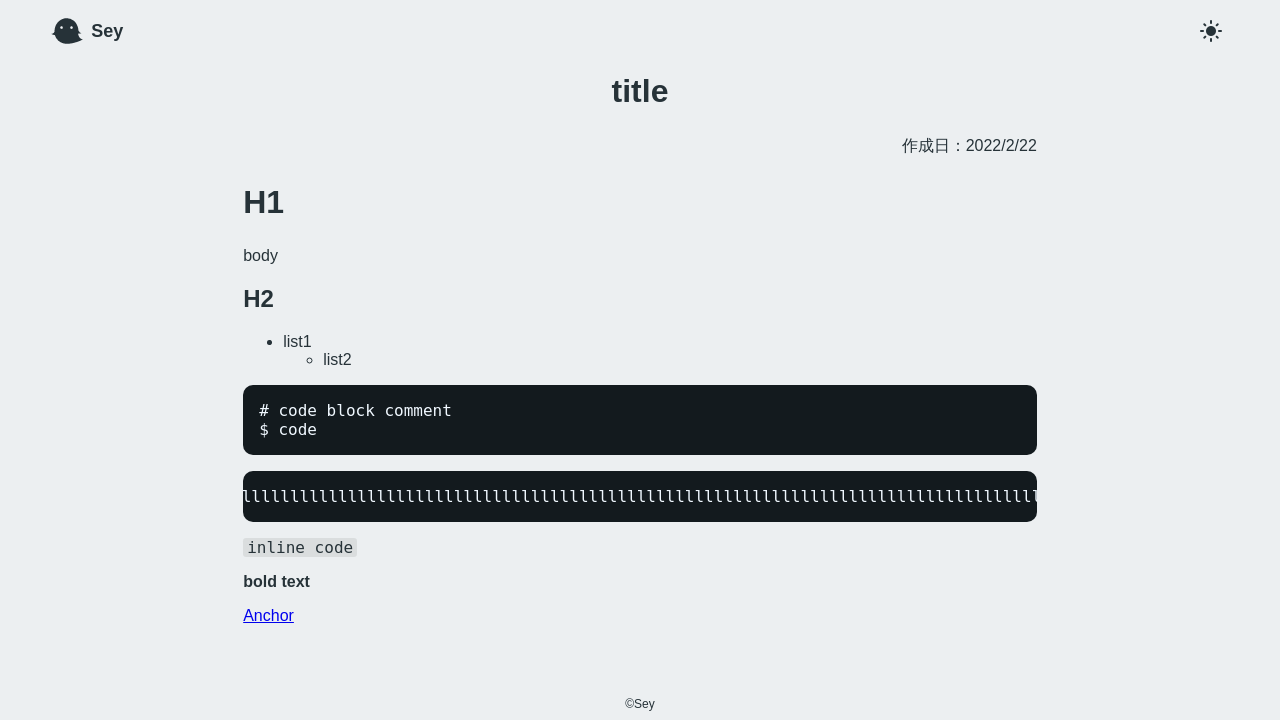 Sey
title
作成日：2022/2/22
H1
body
H2
list1
list2
# code block comment
$ code
inline code
bold text
Anchor
©Sey